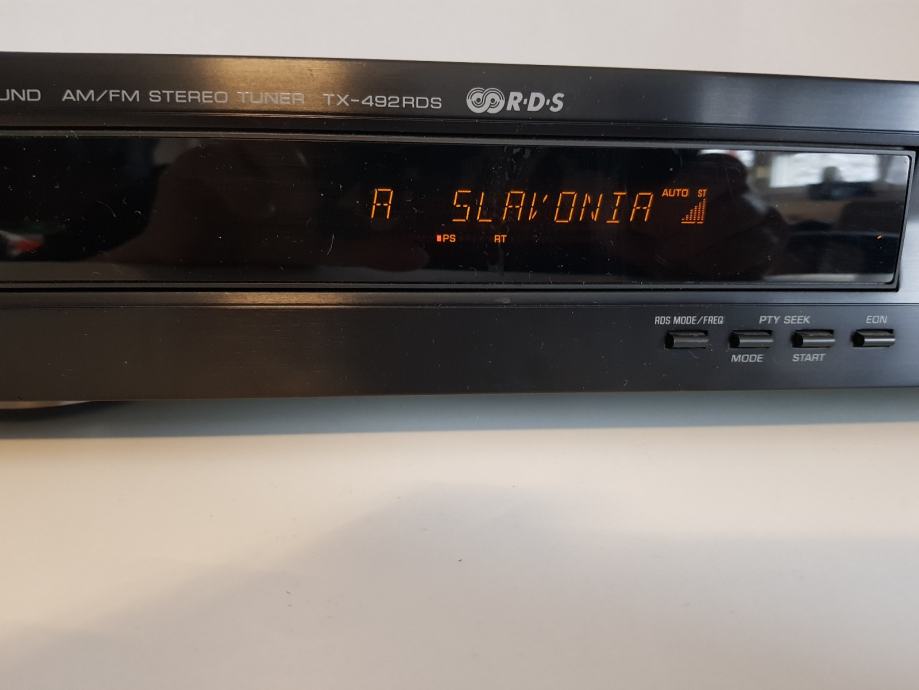 UND AM/FM STEREO TUNER TX-492RDS R·D·S
A SLAVONIA AUTO ST
PS RT
RDS MODE/FREQ PTY SEEK EON
MODE START